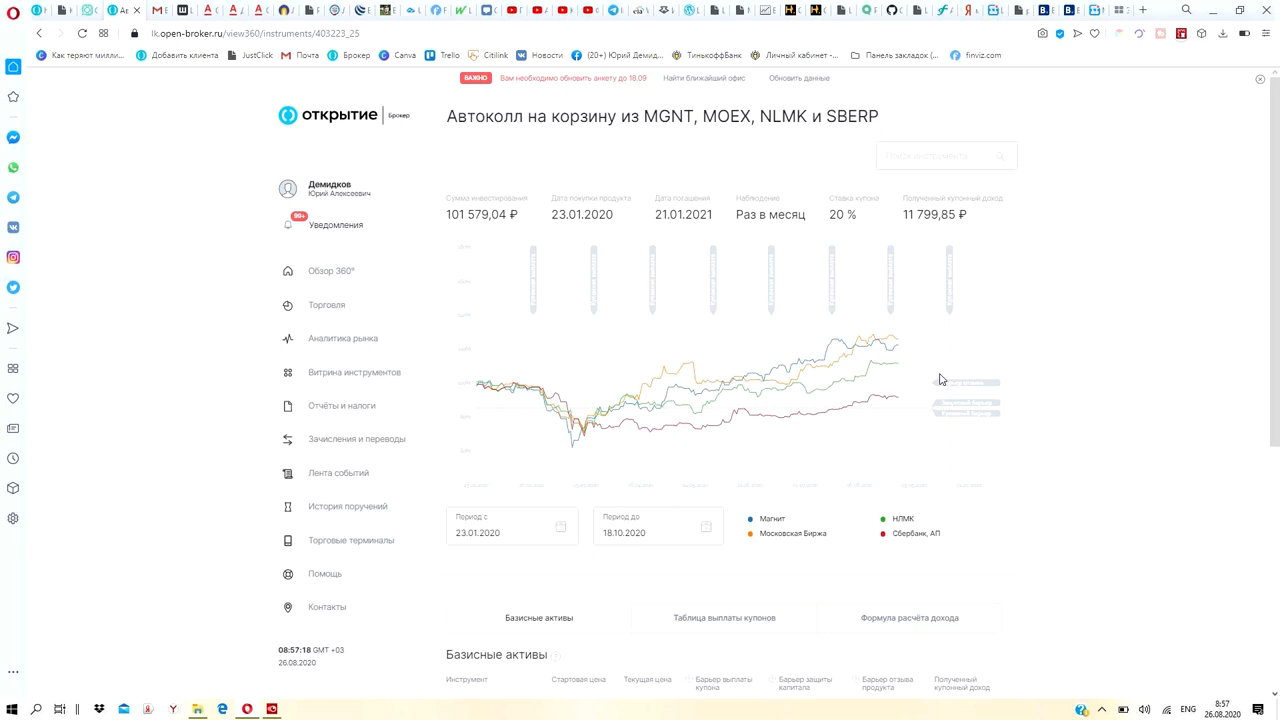 lk.open-broker.ru/view360/instruments/403223_25
Как теряют милли...
Добавить клиента
JustClick
Почта
Брокер
Canva
Trello
Citilink
Новости
(20+) Юрий Демид...
ТинькоффБанк
Личный кабинет -...
Панель закладок (...
finviz.com
ВАЖНО
Вам необходимо обновить анкету до 18.09
Найти ближайший офис
Обновить данные
открытие Брокер
Автоколл на корзину из MGNT, MOEX, NLMK и SBERP
Поиск инструмента
Демидков
Юрий Алексеевич
99+
Уведомления
Обзор 360°
Торговля
Аналитика рынка
Витрина инструментов
Отчёты и налоги
Зачисления и переводы
Лента событий
История поручений
Торговые терминалы
Помощь
Контакты
08:57:18 GMT +03
26.08.2020
Сумма инвестирования
101 579,04 ₽
Дата покупки продукта
23.01.2020
Дата погашения
21.01.2021
Наблюдение
Раз в месяц
Ставка купона
20 %
Полученный купонный доход
11 799,85 ₽
Период с
23.01.2020
Период до
18.10.2020
Магнит
НЛМК
Московская Биржа
Сбербанк, АП
Базисные активы
Таблица выплаты купонов
Формула расчёта дохода
Базисные активы
Инструмент
Стартовая цена
Текущая цена
Барьер выплаты
купона
Барьер защиты
капитала
Барьер отзыва
продукта
Полученный
купонный доход
ENG
8:57
26.08.2020